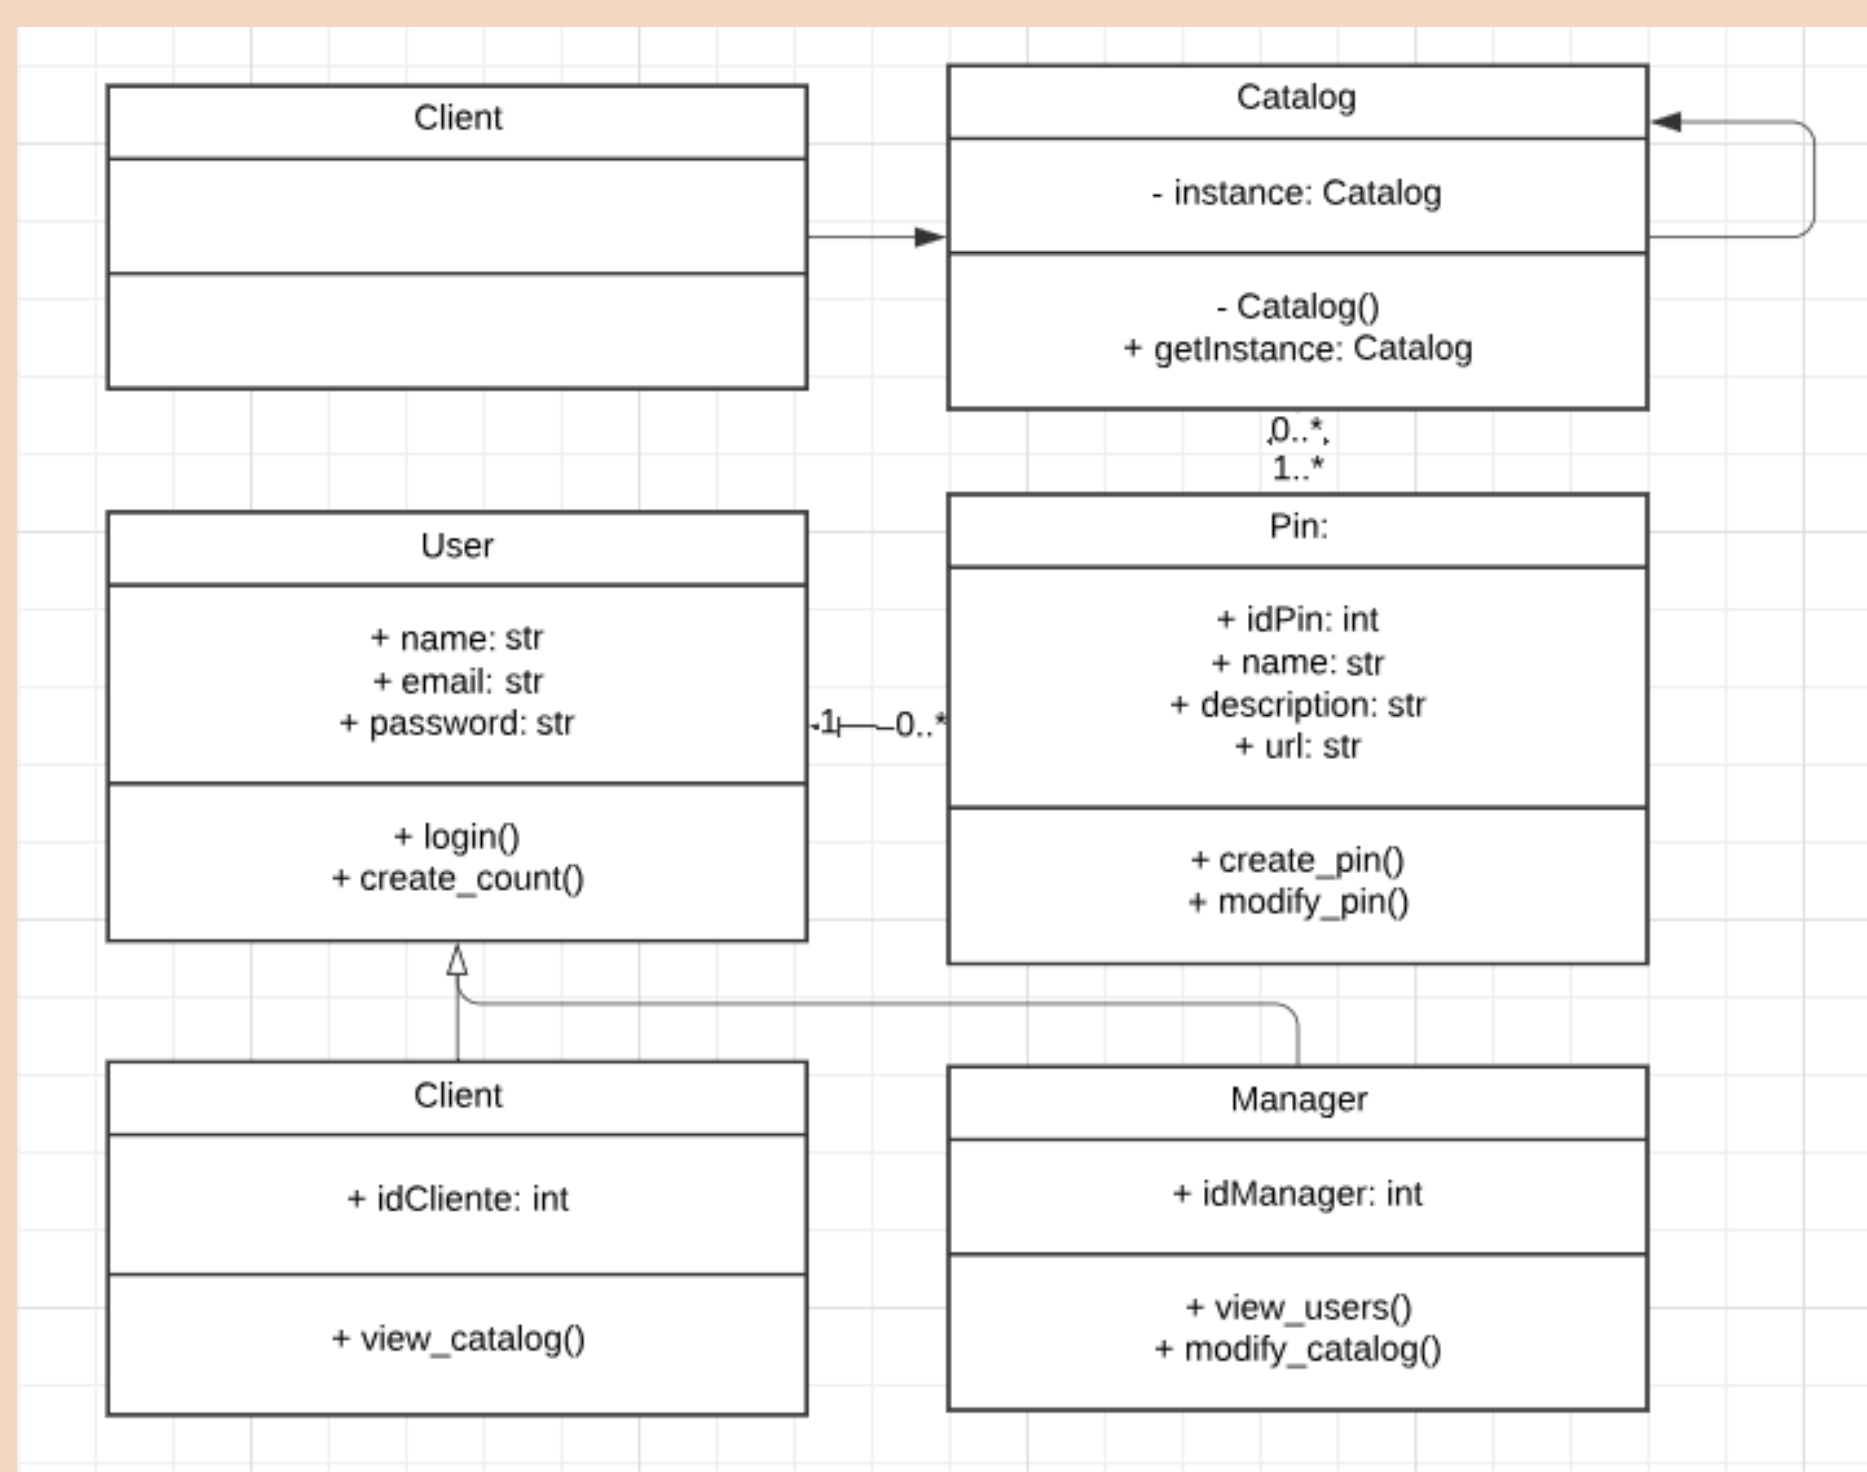 Client
Catalog
- instance: Catalog
- Catalog()
+ getInstance: Catalog
0..*
1..*
User
+ name: str
+ email: str
+ password: str
+ login()
+ create_count()
1
0..*
Pin:
+ idPin: int
+ name: str
+ description: str
+ url: str
+ create_pin()
+ modify_pin()
Client
+ idCliente: int
+ view_catalog()
Manager
+ idManager: int
+ view_users()
+ modify_catalog()